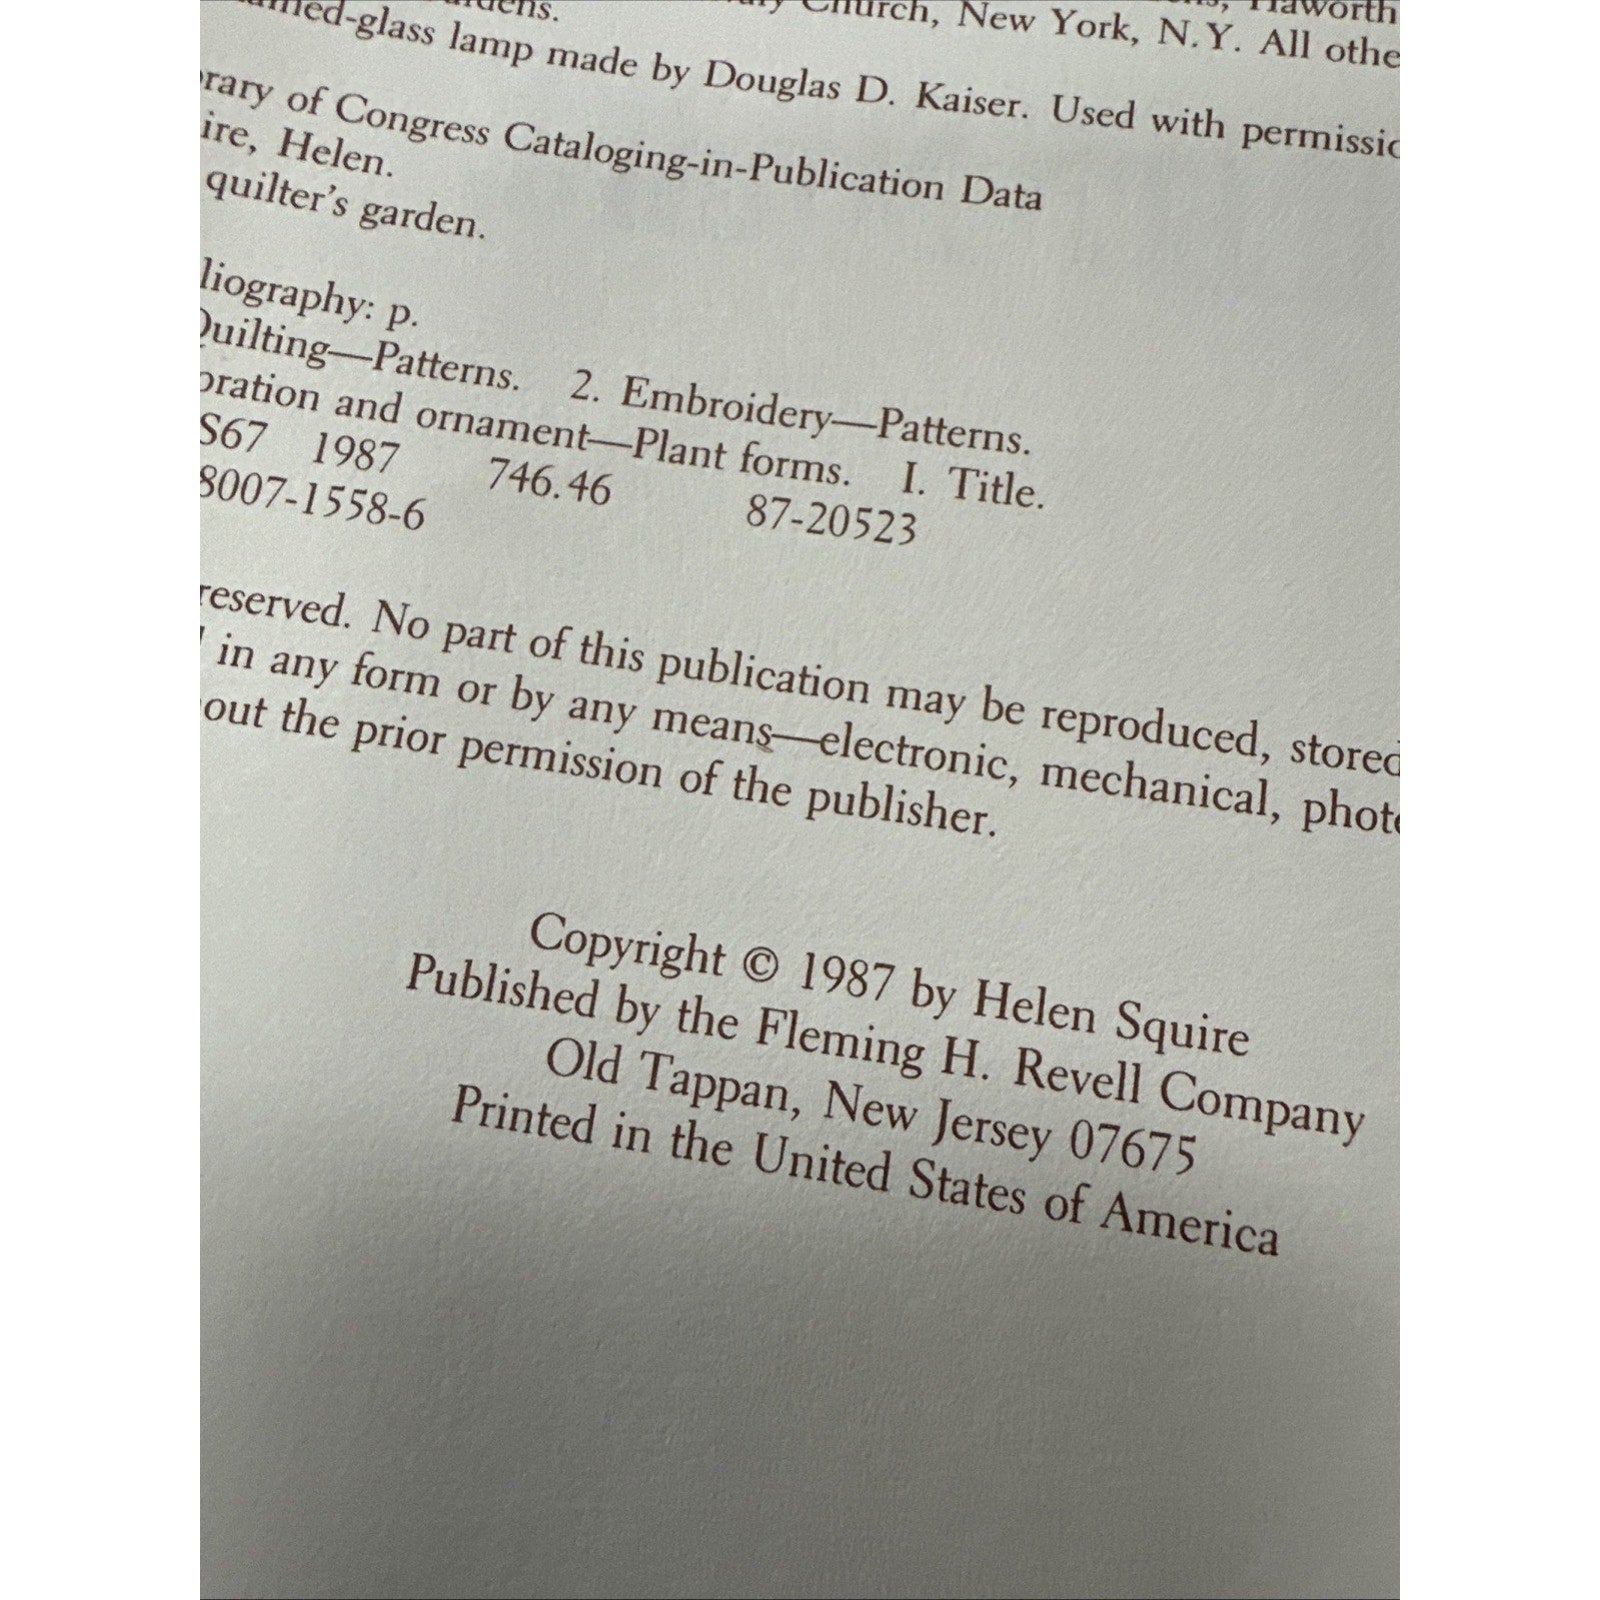 Church, New York, N.Y. All othe
-glass lamp made by Douglas D. Kaiser. Used with permissic
rary of Congress Cataloging-in-Publication Data
ire, Helen.
quilter's garden.
liography: p.
Quilting—Patterns. 2. Embroidery—Patterns.
oration and ornament—Plant forms. I. Title.
S67 1987 746.46 87-20523
8007-1558-6
reserved. No part of this publication may be reproduced, stored
in any form or by any means—electronic, mechanical, photo
out the prior permission of the publisher.
Copyright © 1987 by Helen Squire
Published by the Fleming H. Revell Company
Old Tappan, New Jersey 07675
Printed in the United States of America